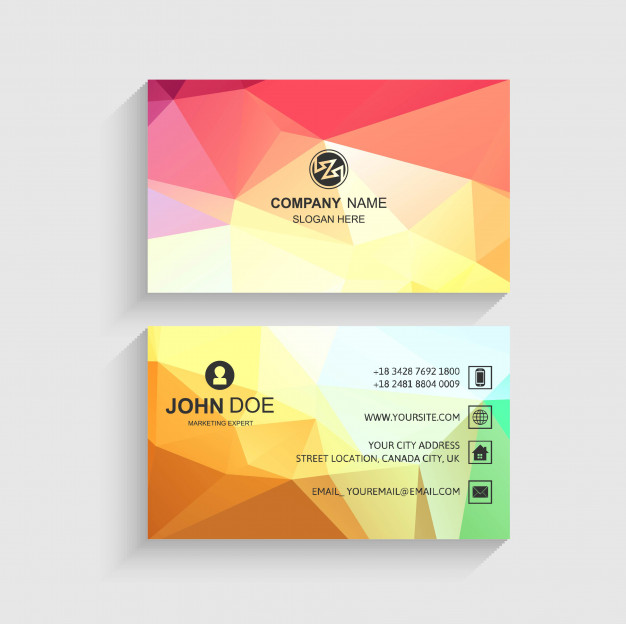 COMPANY NAME
SLOGAN HERE
JOHN DOE
MARKETING EXPERT
+18 3428 7692 1800
+18 2481 8804 0009
WWW.YOURSITE.COM
YOUR CITY ADDRESS
STREET LOCATION, CANADA CITY, UK
EMAIL_ YOUREMAIL@EMAIL.COM